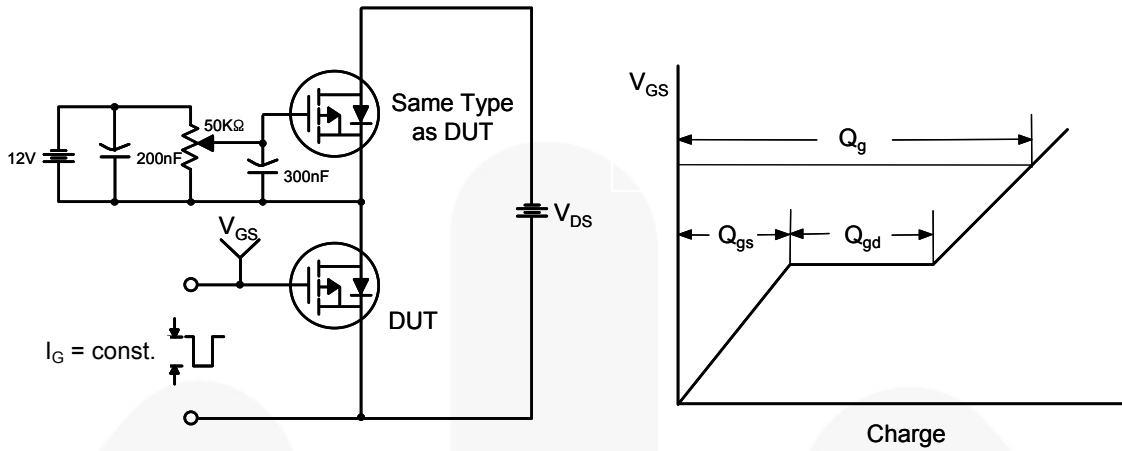 Same Type
as DUT
50KΩ
12V
200nF
300nF
V_GS
V_DS
DUT
I_G = const.
V_GS
Q_g
Q_gs
Q_gd
Charge